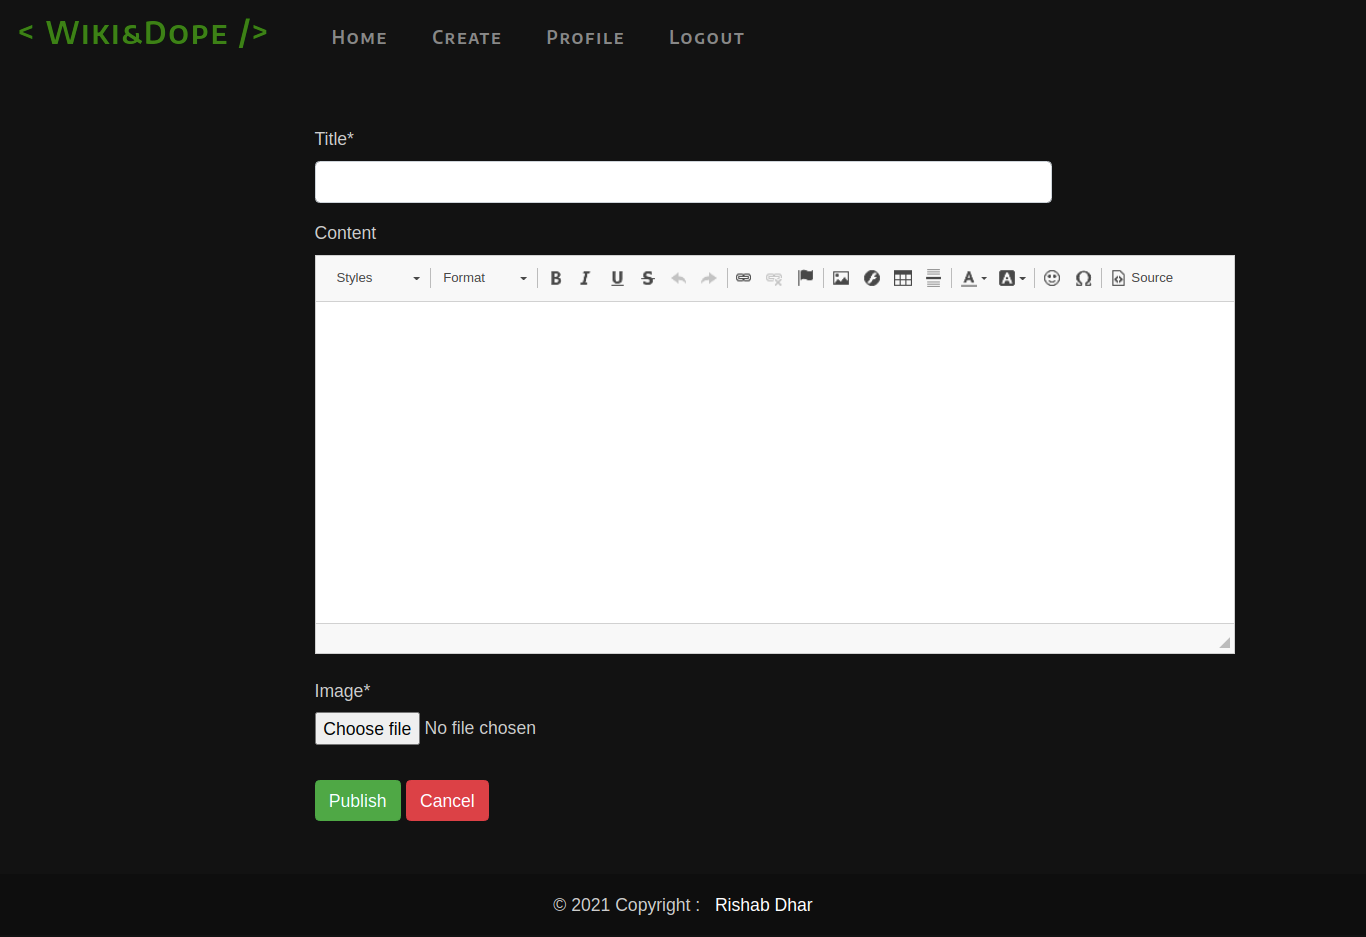 < Wiki&Dope /> Home Create Profile Logout
Title*
Content
Styles Format B I U S A A Ω Source
Image*
Choose file No file chosen
Publish Cancel
© 2021 Copyright : Rishab Dhar